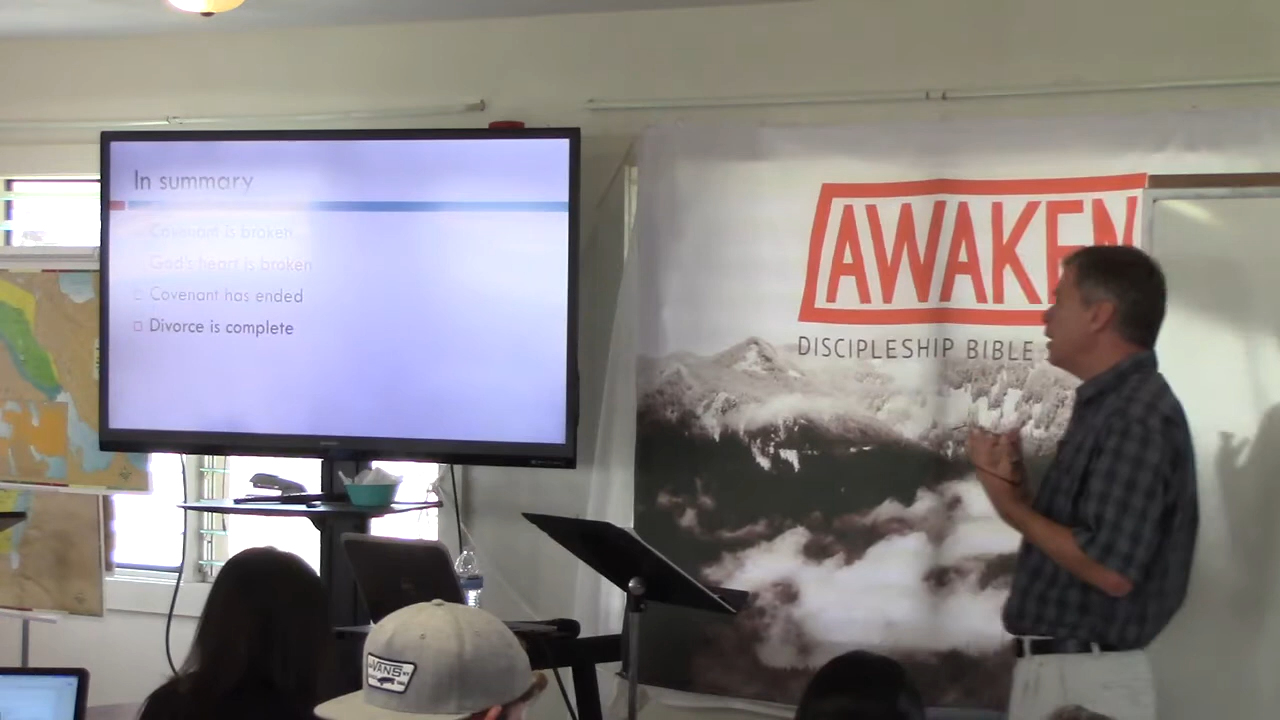 In summary
Covenant is broken
God's heart is broken
Covenant has ended
Divorce is complete
AWAKEN
DISCIPLESHIP BIBLE
VANS